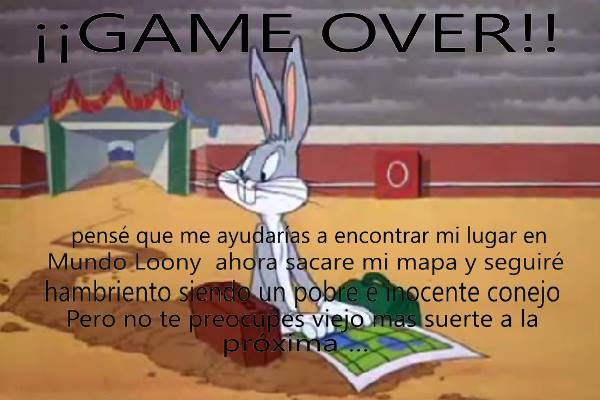 ¡¡GAME OVER!!
O
pensé que me ayudarías a encontrar mi lugar en
Mundo Loony ahora sacare mi mapa y seguiré
hambriento siendo un pobre e inocente conejo
Pero no te preocupes viejo mas suerte a la
próxima ...